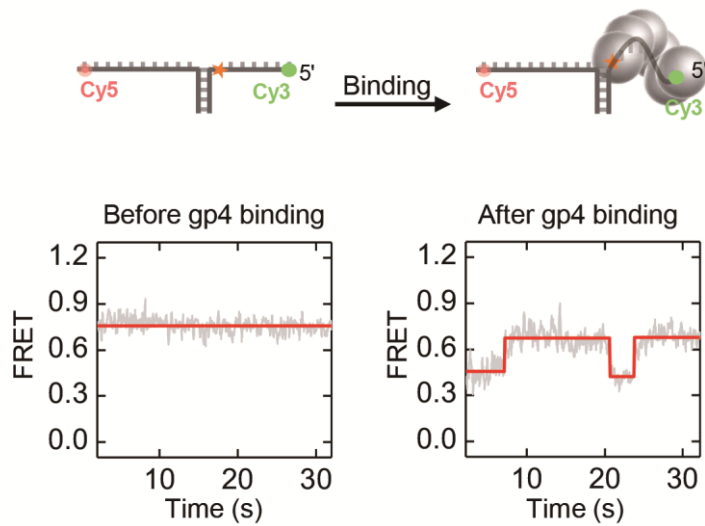 Cy5
Cy3
5'
Binding
Cy5
Cy3
5'
Before gp4 binding
FRET
1.2
0.9
0.6
0.3
0.0
10
20
30
Time (s)
After gp4 binding
FRET
1.2
0.9
0.6
0.3
0.0
10
20
30
Time (s)